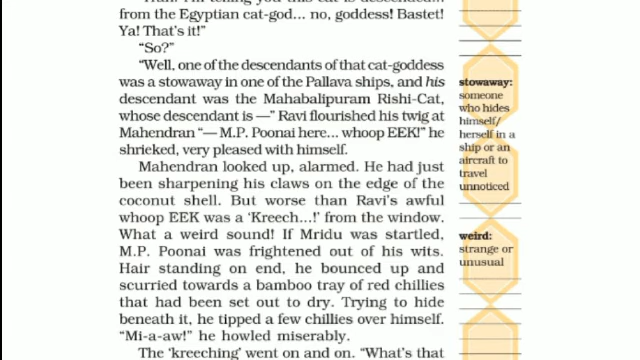 from the Egyptian cat-god... no, goddess! Bastet!
Ya! That's it!"
"So?"
"Well, one of the descendants of that cat-goddess
was a stowaway in one of the Pallava ships, and his
descendant was the Mahabalipuram Rishi-Cat,
whose descendant is —" Ravi flourished his twig at
Mahendran "— M.P. Poonai here... whoop EEK!" he
shrieked, very pleased with himself.
Mahendran looked up, alarmed. He had just
been sharpening his claws on the edge of the
coconut shell. But worse than Ravi's awful
whoop EEK was a 'Kreech...!' from the window.
What a weird sound! If Mridu was startled,
M.P. Poonai was frightened out of his wits.
Hair standing on end, he bounced up and
scurried towards a bamboo tray of red chillies
that had been set out to dry. Trying to hide
beneath it, he tipped a few chillies over himself.
"Mi-a-aw!" he howled miserably.
The 'kreeching' went on and on. "What's that
stowaway:
someone
who hides
himself/
herself in a
ship or an
aircraft to
travel
unnoticed
weird:
strange or
unusual